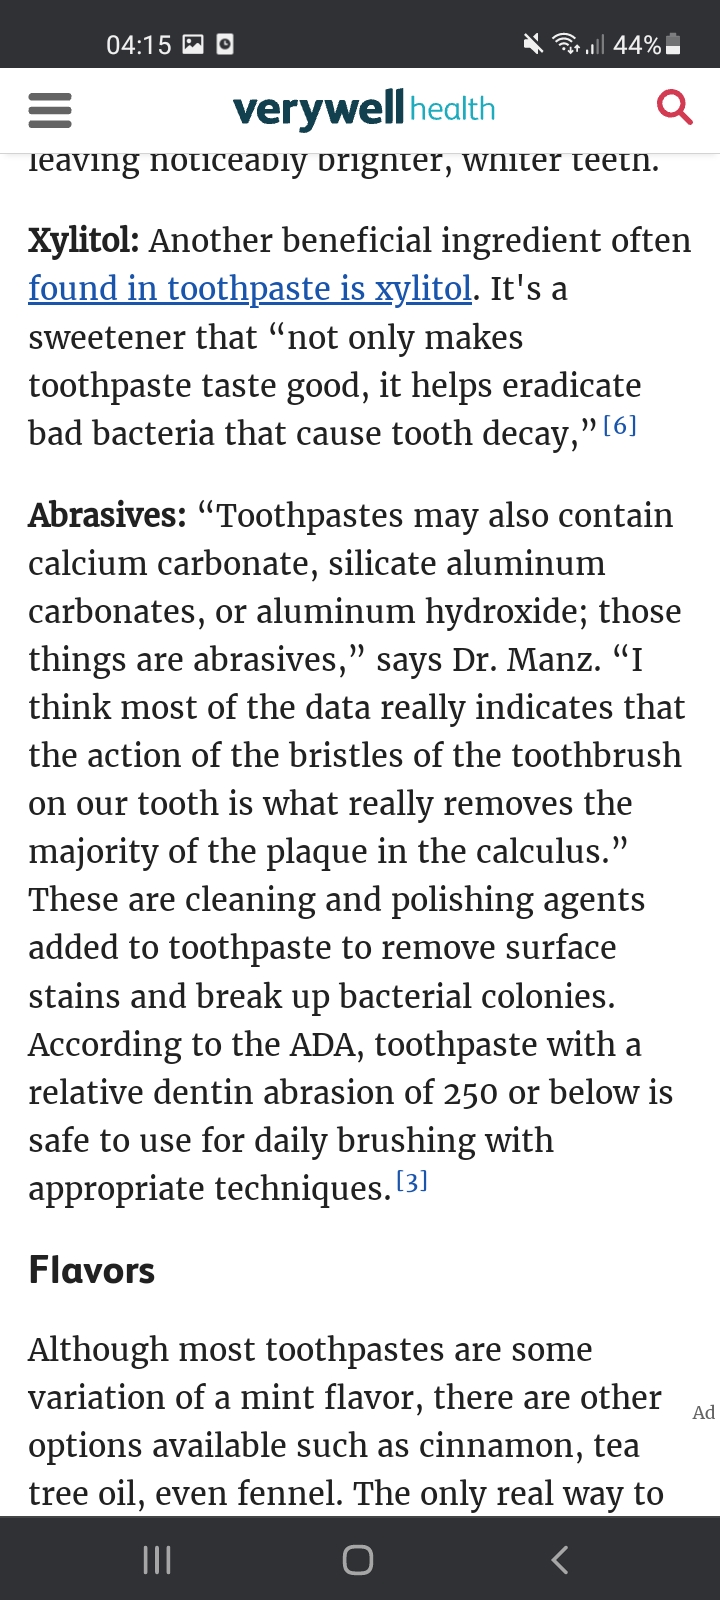 04:15 44%
verywell health
leaving noticeably brighter, whiter teeth.
Xylitol: Another beneficial ingredient often
found in toothpaste is xylitol. It's a
sweetener that “not only makes
toothpaste taste good, it helps eradicate
bad bacteria that cause tooth decay,” [6]
Abrasives: “Toothpastes may also contain
calcium carbonate, silicate aluminum
carbonates, or aluminum hydroxide; those
things are abrasives,” says Dr. Manz. “I
think most of the data really indicates that
the action of the bristles of the toothbrush
on our tooth is what really removes the
majority of the plaque in the calculus.”
These are cleaning and polishing agents
added to toothpaste to remove surface
stains and break up bacterial colonies.
According to the ADA, toothpaste with a
relative dentin abrasion of 250 or below is
safe to use for daily brushing with
appropriate techniques. [3]
Flavors
Although most toothpastes are some
variation of a mint flavor, there are other
Ad
options available such as cinnamon, tea
tree oil, even fennel. The only real way to